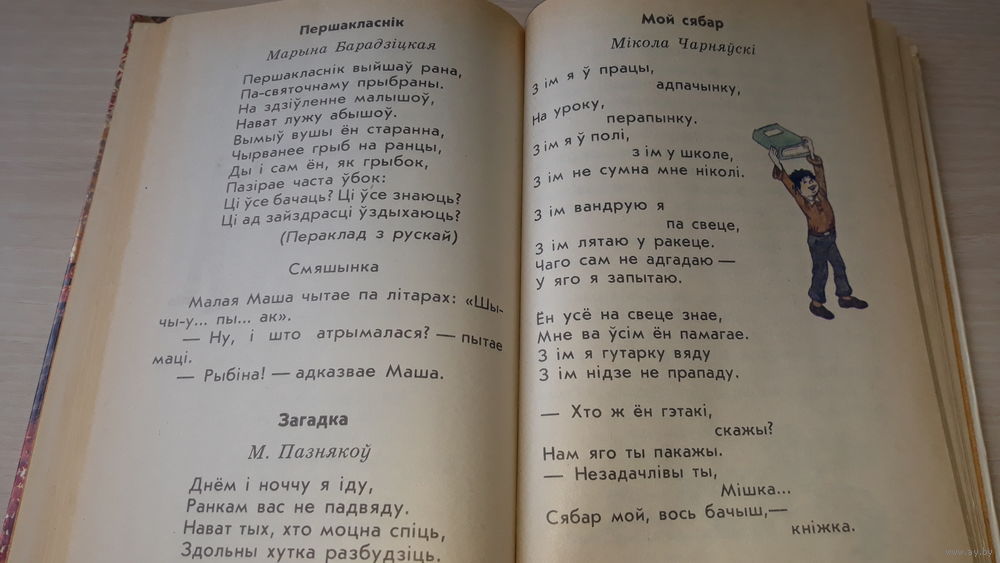 Першакласнік
Марына Барадзіцкая
Першакласнік выйшаў рана,
Па-святочнаму прыбраны.
На здзіўленне малышоў,
Нават лужу абышоў.
Вымыў вушы ён старанна,
Чырванее грыб на ранцы,
Ды і сам ён, як грыбок,
Пазірае часта ўбок:
Ці ўсе бачаць? Ці ўсе знаюць?
Ці ад зайздрасці ўздыхаюць?
(Пераклад з рускай)
Смяшынка
Малая Маша чытае па літарах: «Шы-
чы-у... пы... ак».
— Ну, і што атрымалася? — пытае
маці.
— Рыбіна! — адказвае Маша.
Загадка
М. Пазнякоў
Днём і ноччу я іду,
Ранкам вас не падвяду.
Нават тых, хто моцна спіць,
Здольны хутка разбудзіць.
Мой сябар
Мікола Чарняўскі
З ім я ў працы,
адпачынку,
На уроку,
перапынку.
З ім я ў полі,
з ім у школе,
З ім не сумна мне ніколі.
З ім вандрую я
па свеце,
З ім лятаю у ракеце.
Чаго сам не адгадаю —
У яго я запытаю.
Ён усё на свеце знае,
Мне ва ўсім ён памагае.
З ім я гутарку вяду
З ім нідзе не прападу.
— Хто ж ён гэтакі,
скажы?
Нам яго ты пакажы.
— Незадачлівы ты,
Мішка...
Сябар мой, вось бачыш,—
кніжка.
www.ay.by